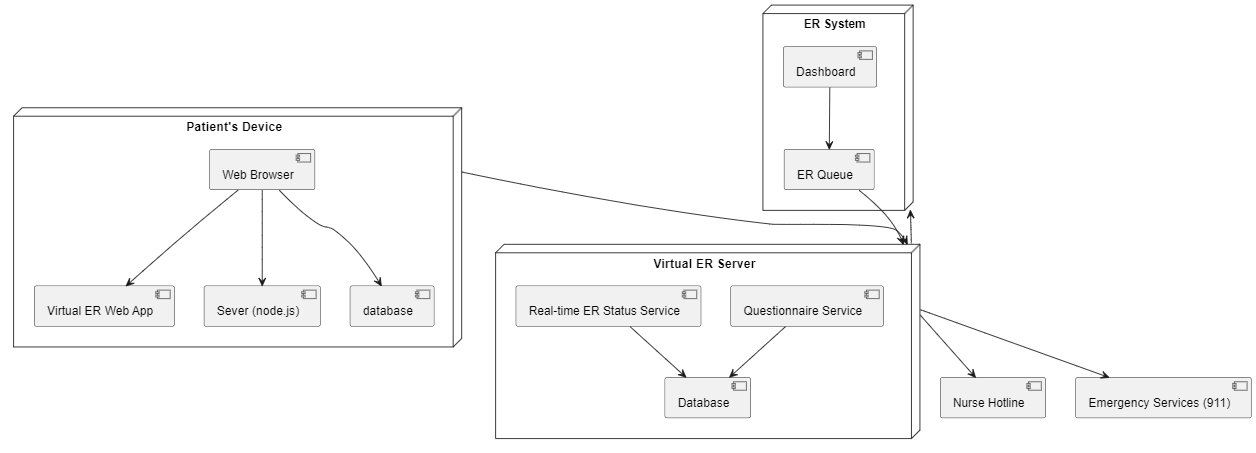 ER System
Dashboard
ER Queue
Patient's Device
Web Browser
Virtual ER Web App
Sever (node.js)
database
Virtual ER Server
Real-time ER Status Service
Questionnaire Service
Database
Nurse Hotline
Emergency Services (911)